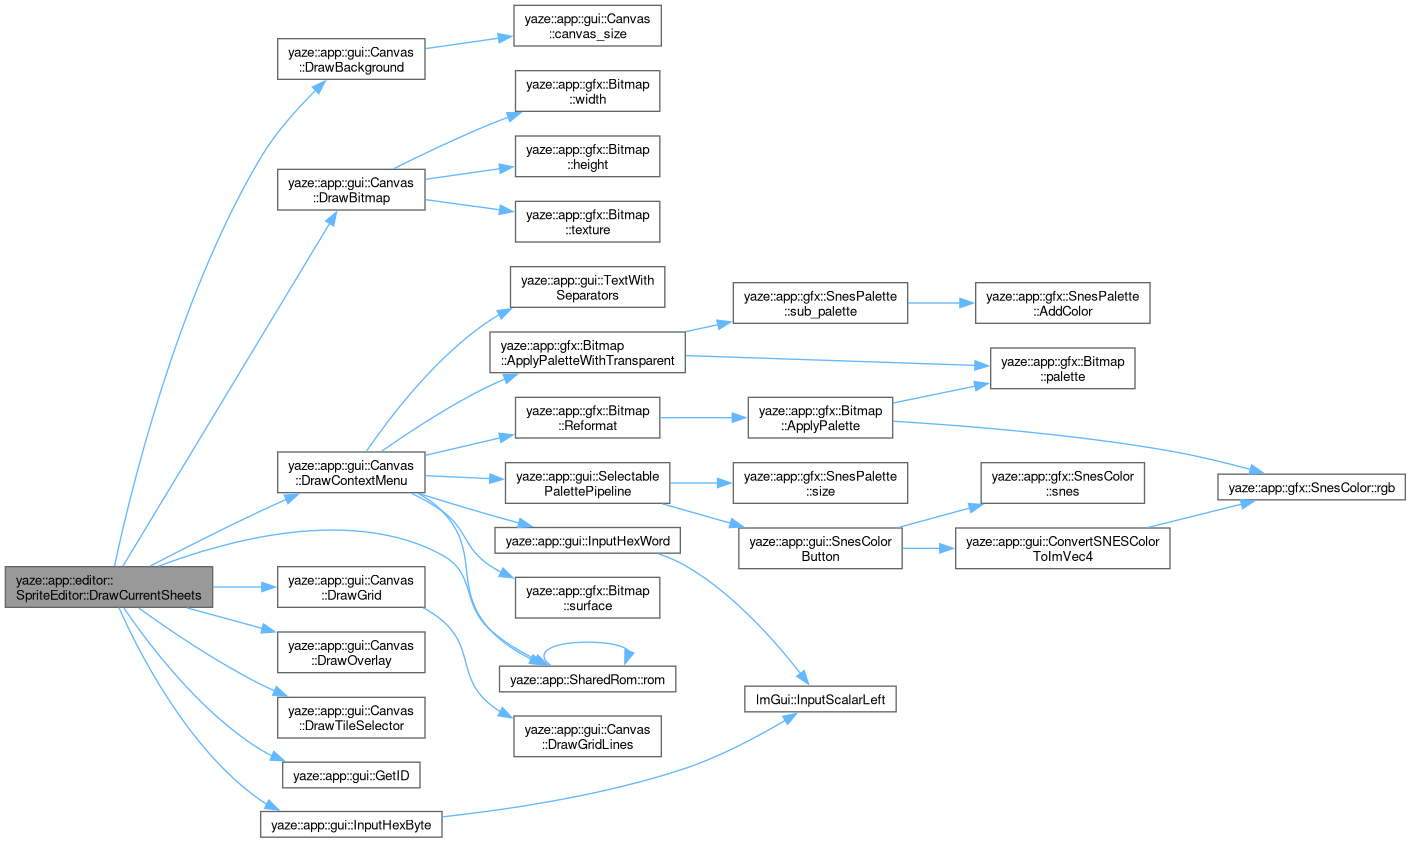 yaze::app::editor::
SpriteEditor::DrawCurrentSheets
yaze::app::gui::Canvas
::DrawBackground
yaze::app::gui::Canvas
::canvas_size
yaze::app::gui::Canvas
::DrawBitmap
yaze::app::gfx::Bitmap
::width
yaze::app::gfx::Bitmap
::height
yaze::app::gfx::Bitmap
::texture
yaze::app::gui::Canvas
::DrawContextMenu
yaze::app::gui::TextWith
Separators
yaze::app::gfx::Bitmap
::ApplyPaletteWithTransparent
yaze::app::gfx::SnesPalette
::sub_palette
yaze::app::gfx::SnesPalette
::AddColor
yaze::app::gfx::Bitmap
::palette
yaze::app::gfx::Bitmap
::Reformat
yaze::app::gfx::Bitmap
::ApplyPalette
yaze::app::gfx::SnesColor::rgb
yaze::app::gui::Selectable
PalettePipeline
yaze::app::gfx::SnesPalette
::size
yaze::app::gui::SnesColor
Button
yaze::app::gfx::SnesColor
::snes
yaze::app::gui::ConvertSNESColor
ToImVec4
yaze::app::gui::InputHexWord
yaze::app::gfx::Bitmap
::surface
yaze::app::SharedRom::rom
ImGui::InputScalarLeft
yaze::app::gui::Canvas
::DrawGrid
yaze::app::gui::Canvas
::DrawGridLines
yaze::app::gui::Canvas
::DrawOverlay
yaze::app::gui::Canvas
::DrawTileSelector
yaze::app::gui::GetID
yaze::app::gui::InputHexByte